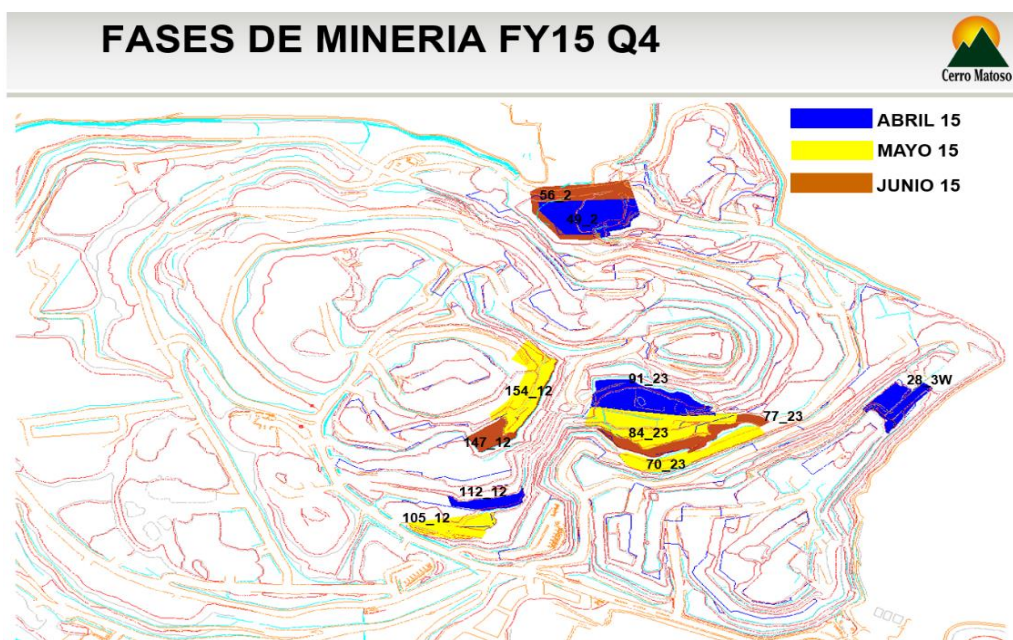 FASES DE MINERIA FY15 Q4
Cerro Matoso
ABRIL 15
MAYO 15
JUNIO 15
56_2
49_2
28_3W
91_23
154_12
77_23
84_23
147_12
70_23
112_12
105_12